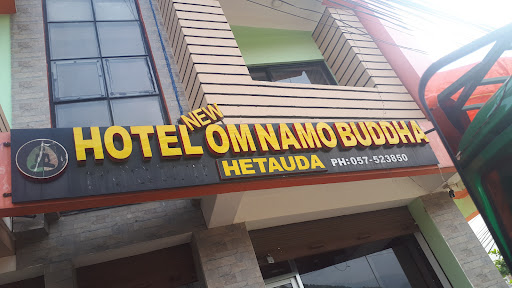 HOTEL NEW OM NAMO BUDDHA
HETAUDA PH:057-523850